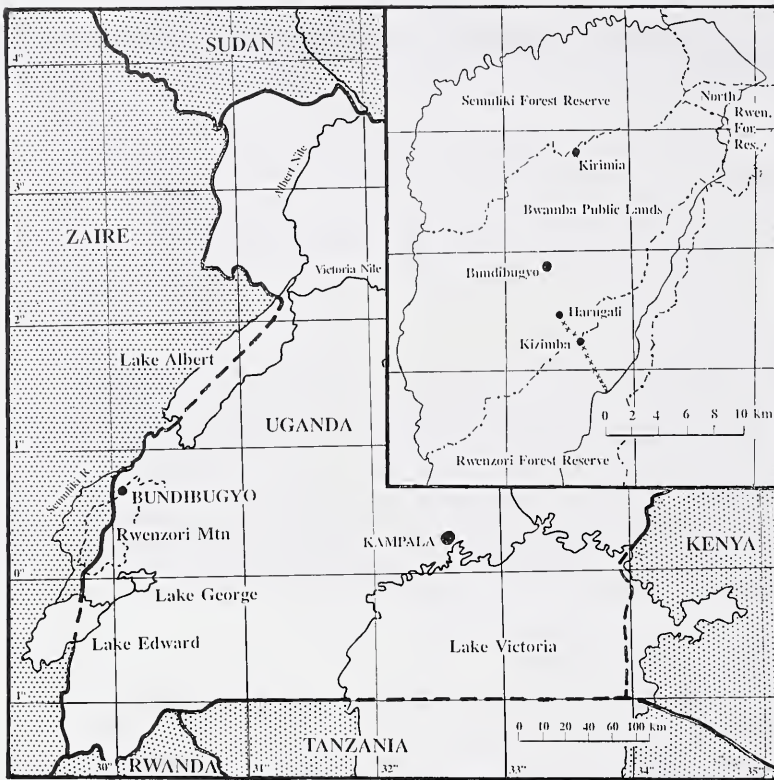 SUDAN
4°
Albert Nile
3°
ZAIRE
Victoria Nile
2°
Lake Albert
UGANDA
1°
Semuliki R.
BUNDIBUGYO
Rwenzori Mtn
KAMPALA
KENYA
0°
Lake George
Lake Edward
Lake Victoria
1°
0 20 40 60 80 100 km
TANZANIA
RWANDA
30°
31°
32°
33°
34°
35°
Semuliki Forest Reserve
North
Rwen.
For.
Res.
Kirimia
Bwamba Public Lands
Bundibugyo
Harugali
Kizimba
0 2 4 6 8 10 km
Rwenzori Forest Reserve